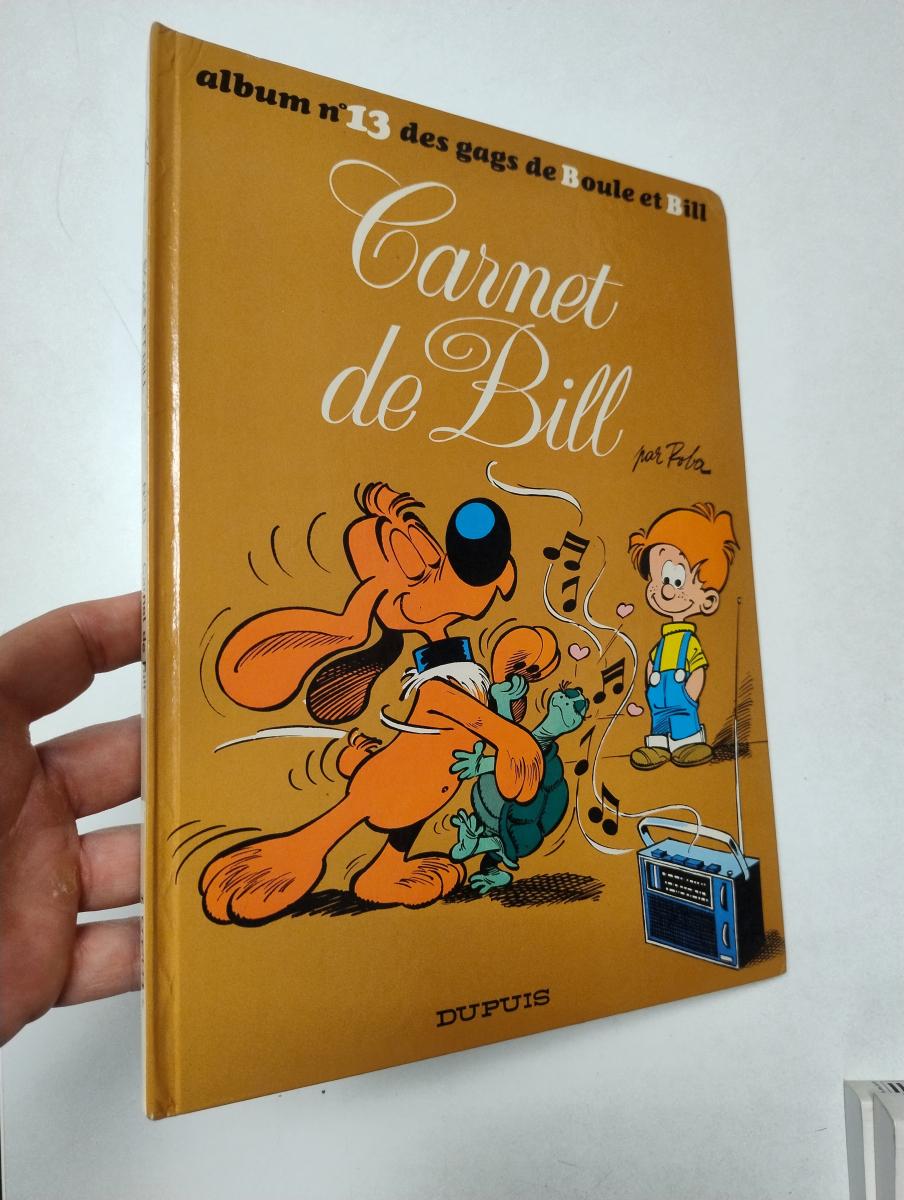 album n°13 des gags de Boule et Bill
Carnet
de Bill
par Roba
DUPUIS